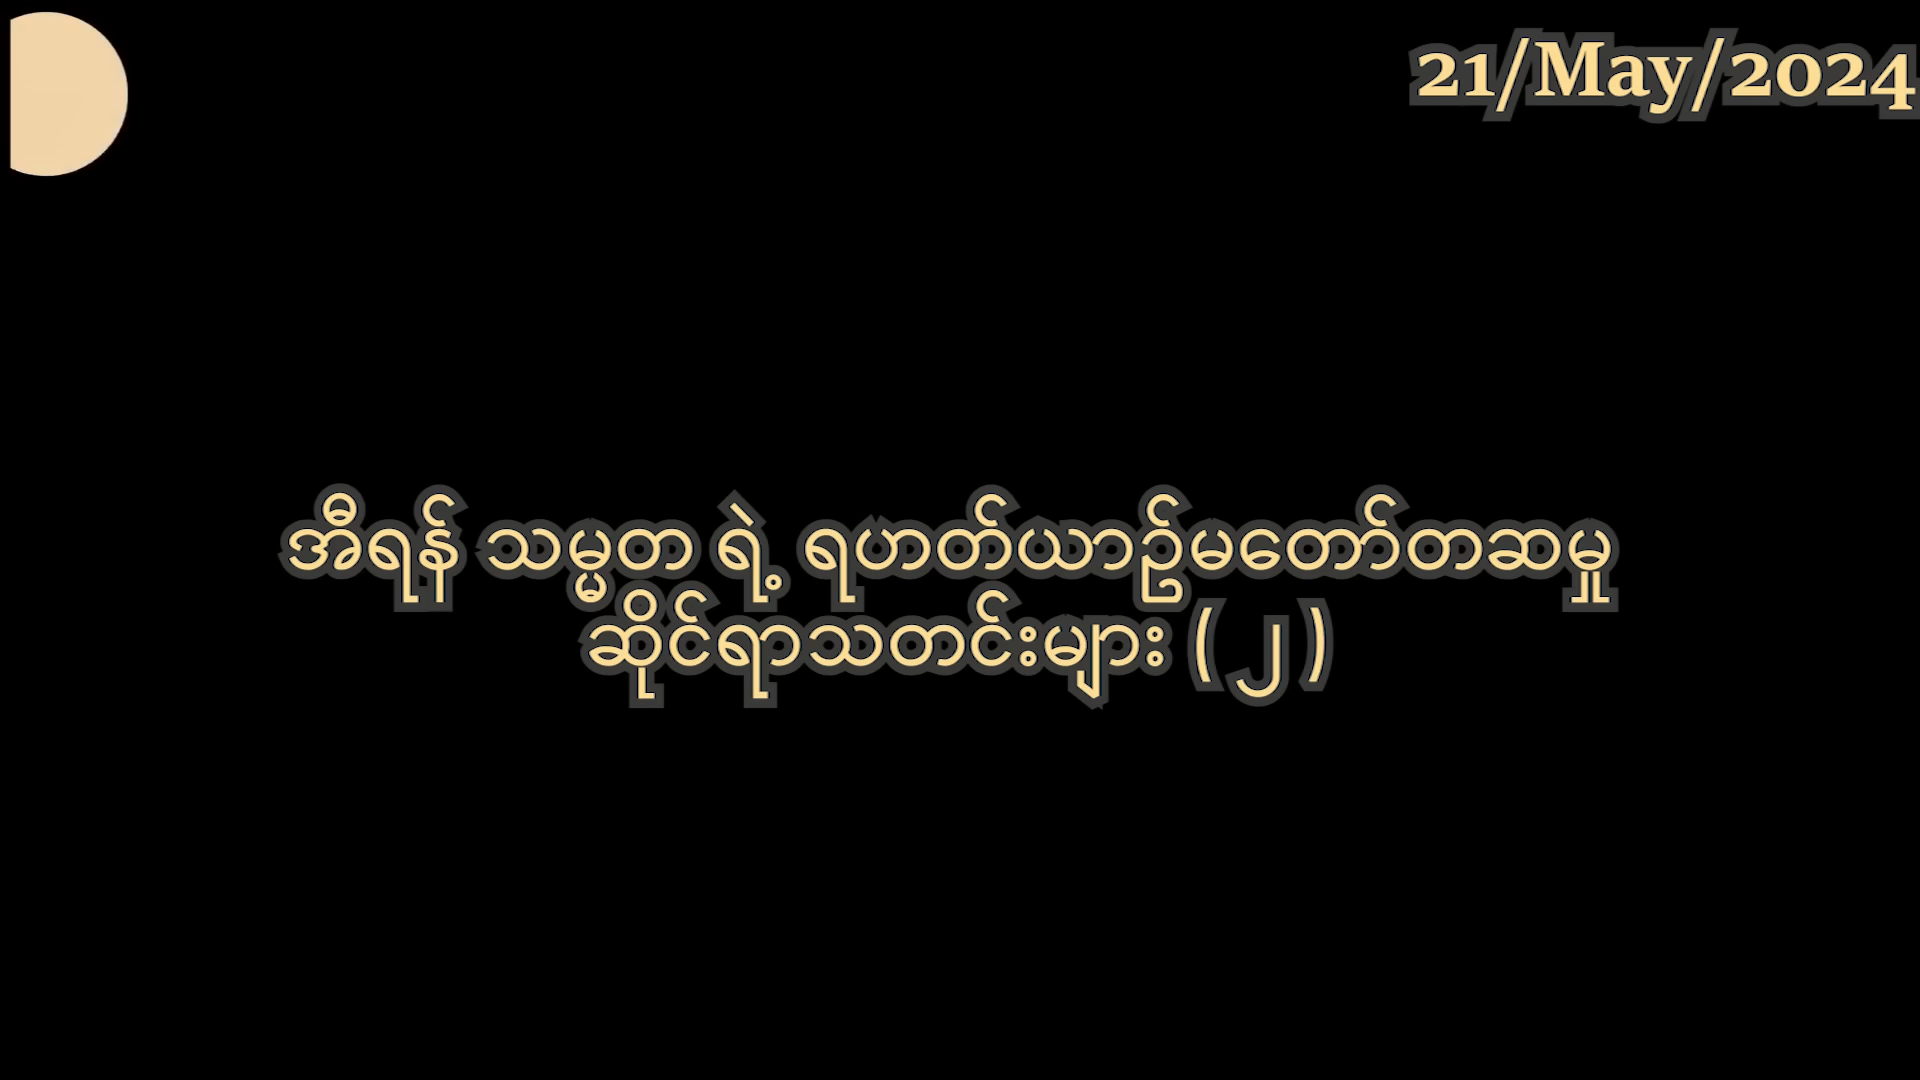 21/May/2024
အီရန် သမ္မတ ရဲ့ ရဟတ်ယာဥ်မတော်တဆမှု
ဆိုင်ရာသတင်းများ (၂)